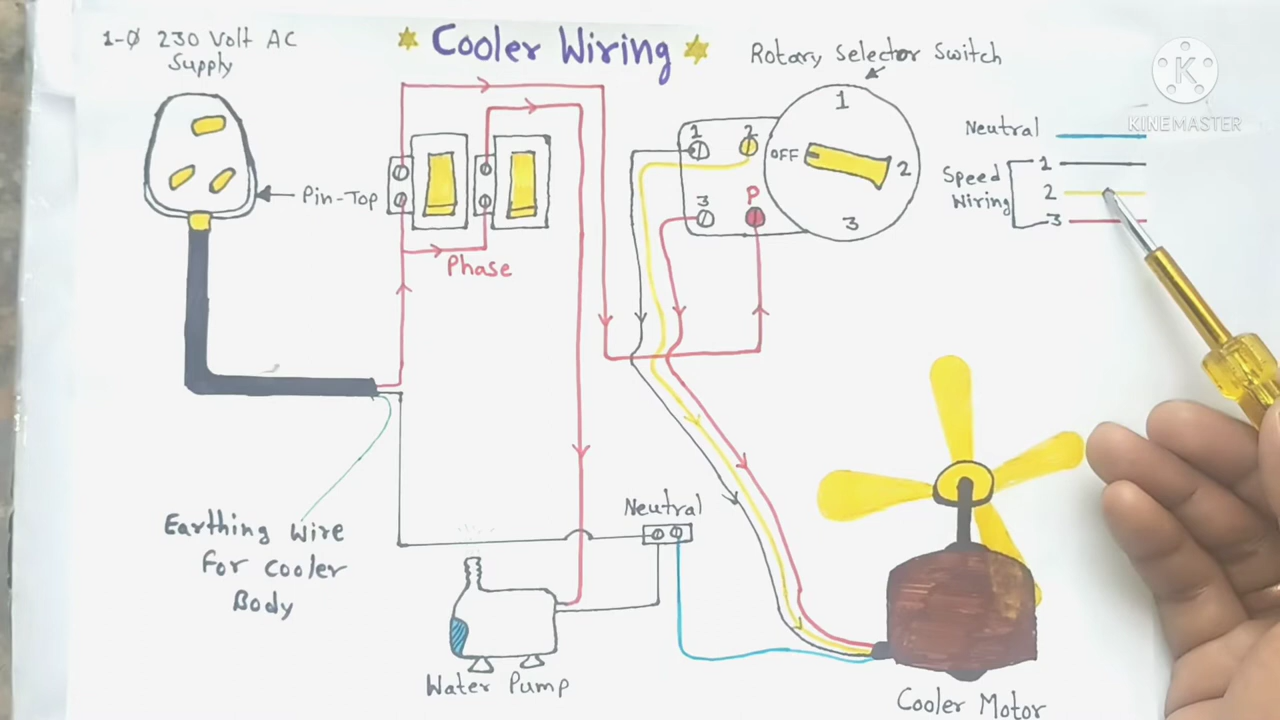 1-Ø 230 Volt AC
Supply
Cooler Wiring
Rotary Selector Switch
K
KINEMASTER
Pin-Top
Phase
1
2
3
P
OFF
1
2
3
Neutral
Speed
Wiring
1
2
3
Earthing Wire
For cooler
Body
Neutral
Water Pump
Cooler Motor